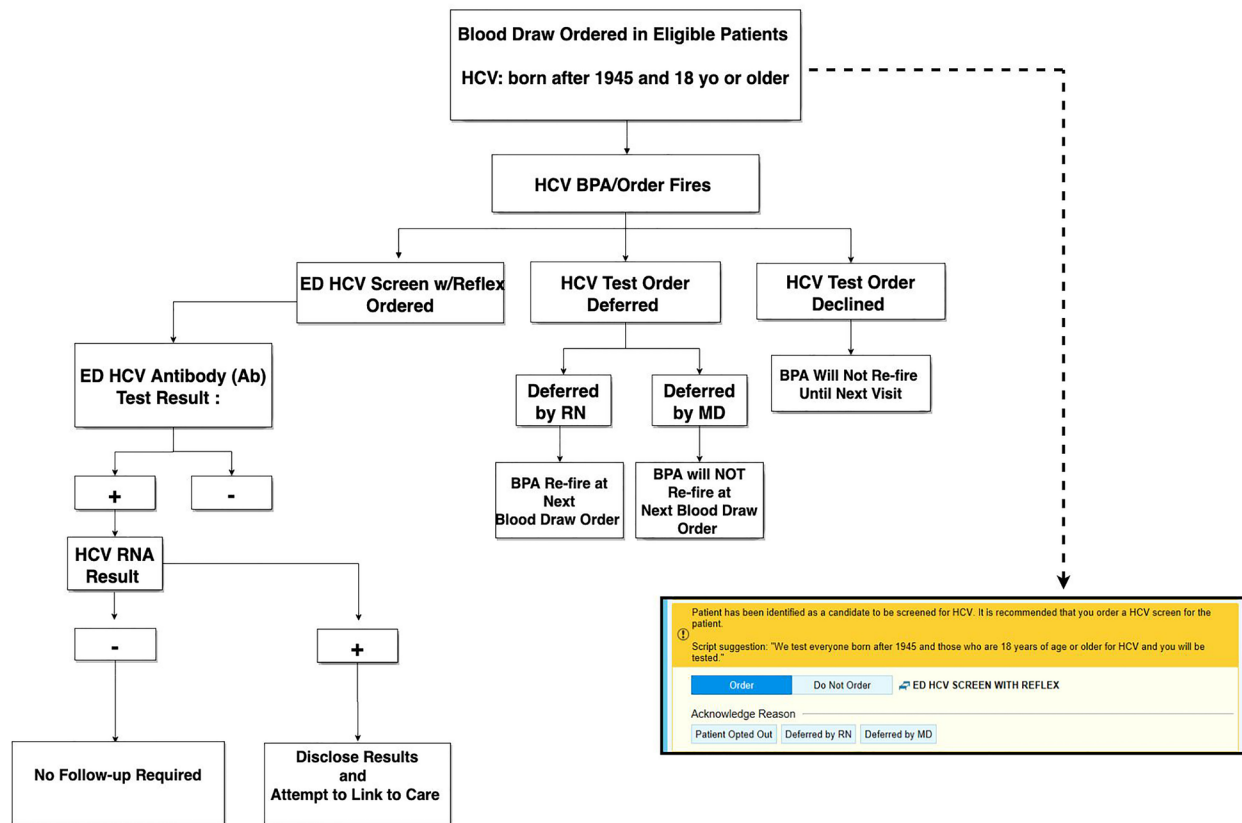 Blood Draw Ordered in Eligible Patients
HCV: born after 1945 and 18 yo or older
HCV BPA/Order Fires
ED HCV Screen w/Reflex
Ordered
HCV Test Order
Deferred
HCV Test Order
Declined
ED HCV Antibody (Ab)
Test Result :
Deferred
by RN
Deferred
by MD
BPA Will Not Re-fire
Until Next Visit
+
-
BPA Re-fire at
Next
Blood Draw Order
BPA will NOT
Re-fire at
Next Blood Draw
Order
HCV RNA
Result
-
+
No Follow-up Required
Disclose Results
and
Attempt to Link to Care
Patient has been identified as a candidate to be screened for HCV. It is recommended that you order a HCV screen for the
patient.
Script suggestion: "We test everyone born after 1945 and those who are 18 years of age or older for HCV and you will be
tested."
Order
Do Not Order
ED HCV SCREEN WITH REFLEX
Acknowledge Reason
Patient Opted Out
Deferred by RN
Deferred by MD